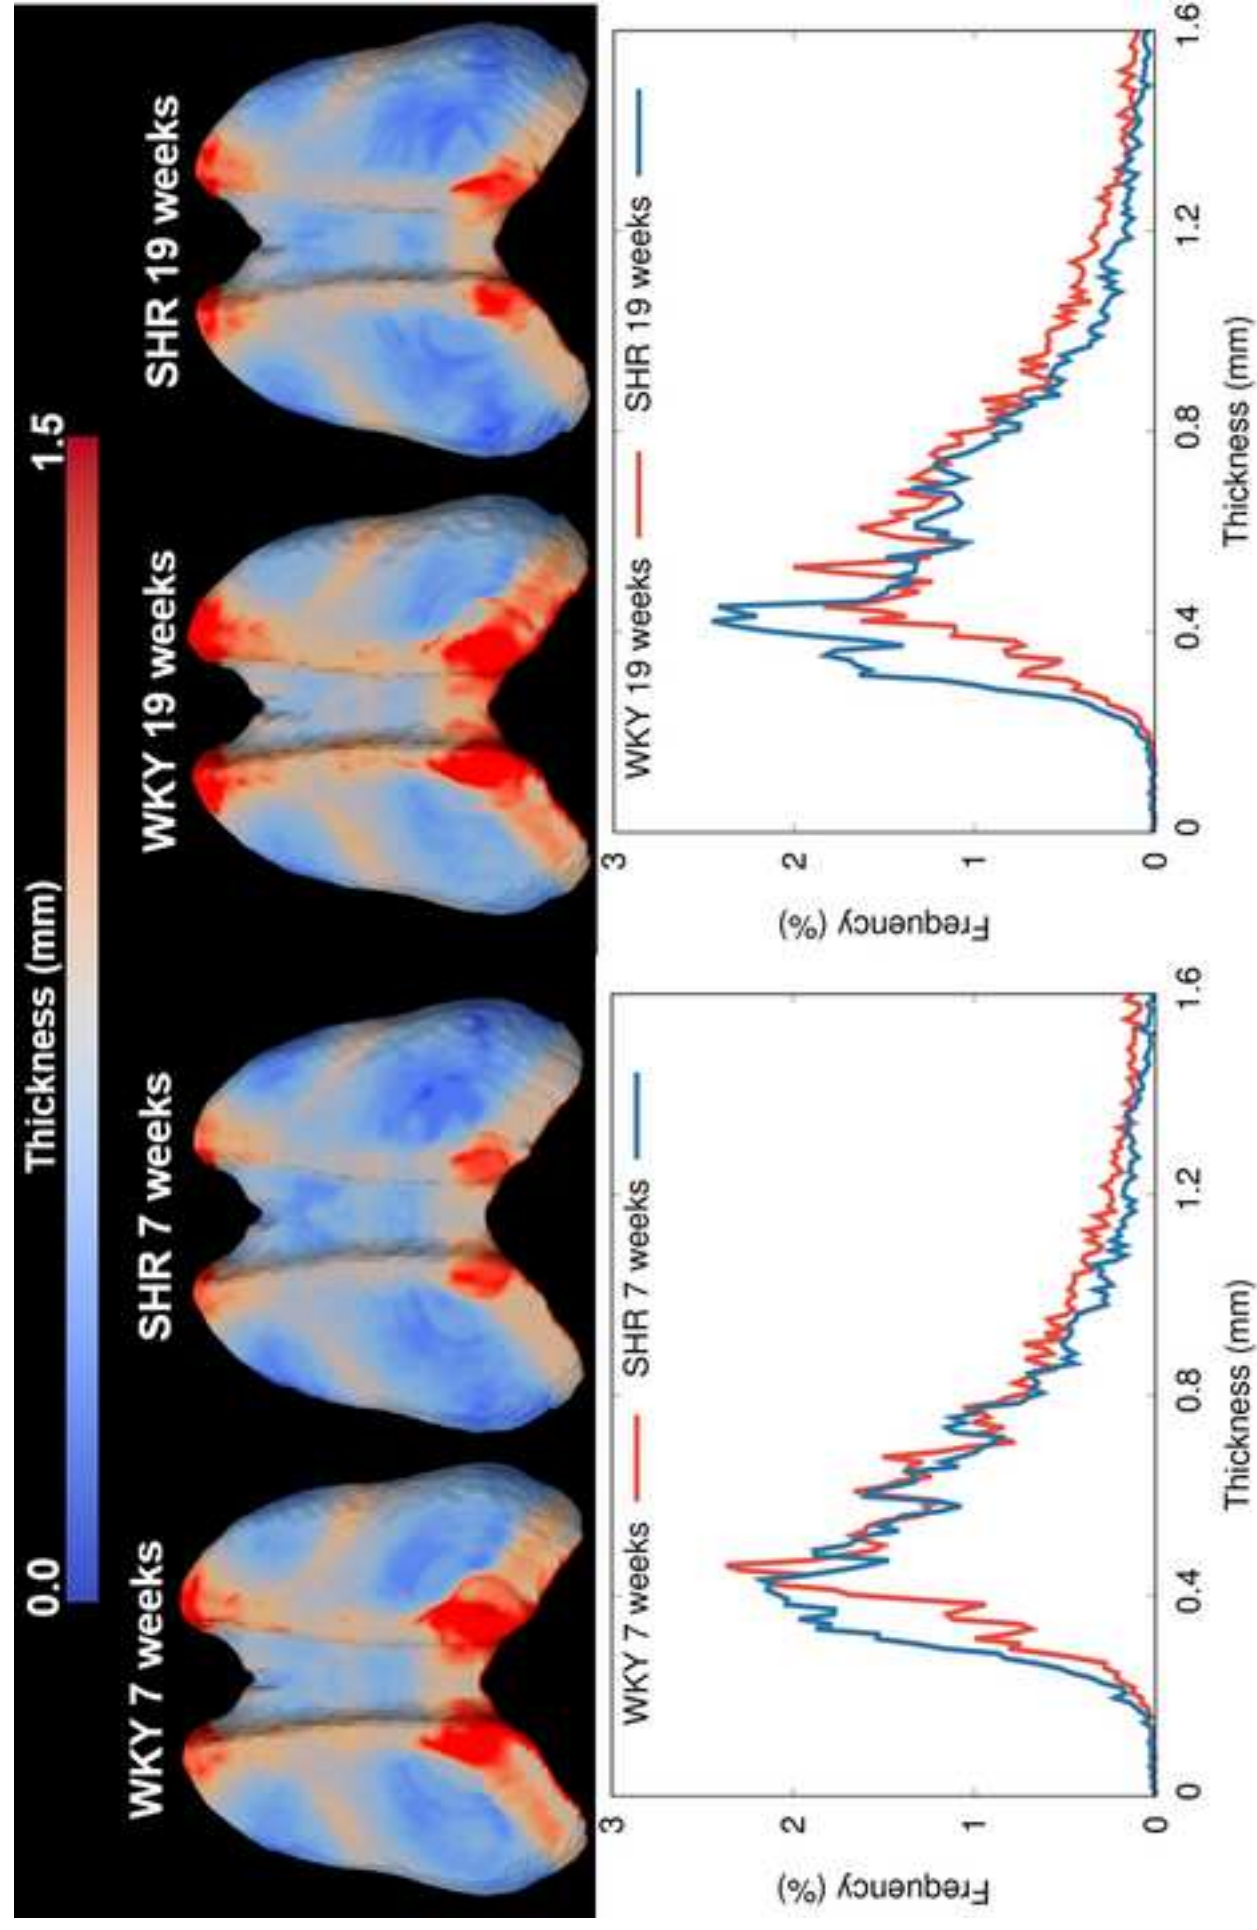 Thickness (mm)
0.0 1.5
WKY 7 weeks SHR 7 weeks WKY 19 weeks SHR 19 weeks
WKY 7 weeks SHR 7 weeks
3
2
1
0
Frequency (%)
0 0.4 0.8 1.2 1.6
Thickness (mm)
WKY 19 weeks SHR 19 weeks
3
2
1
0
Frequency (%)
0 0.4 0.8 1.2 1.6
Thickness (mm)